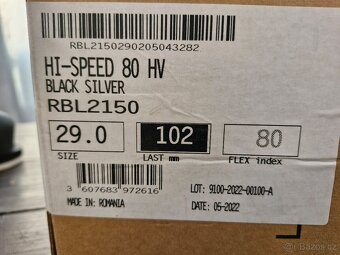 RBL2150290205043282
HI-SPEED 80 HV
BLACK SILVER
RBL2150
29.0 102 80
SIZE LAST mm FLEX index
3 607683 972616
LOT: 9100-2022-00100-A
MADE IN: ROMANIA
DATE: 05-2022